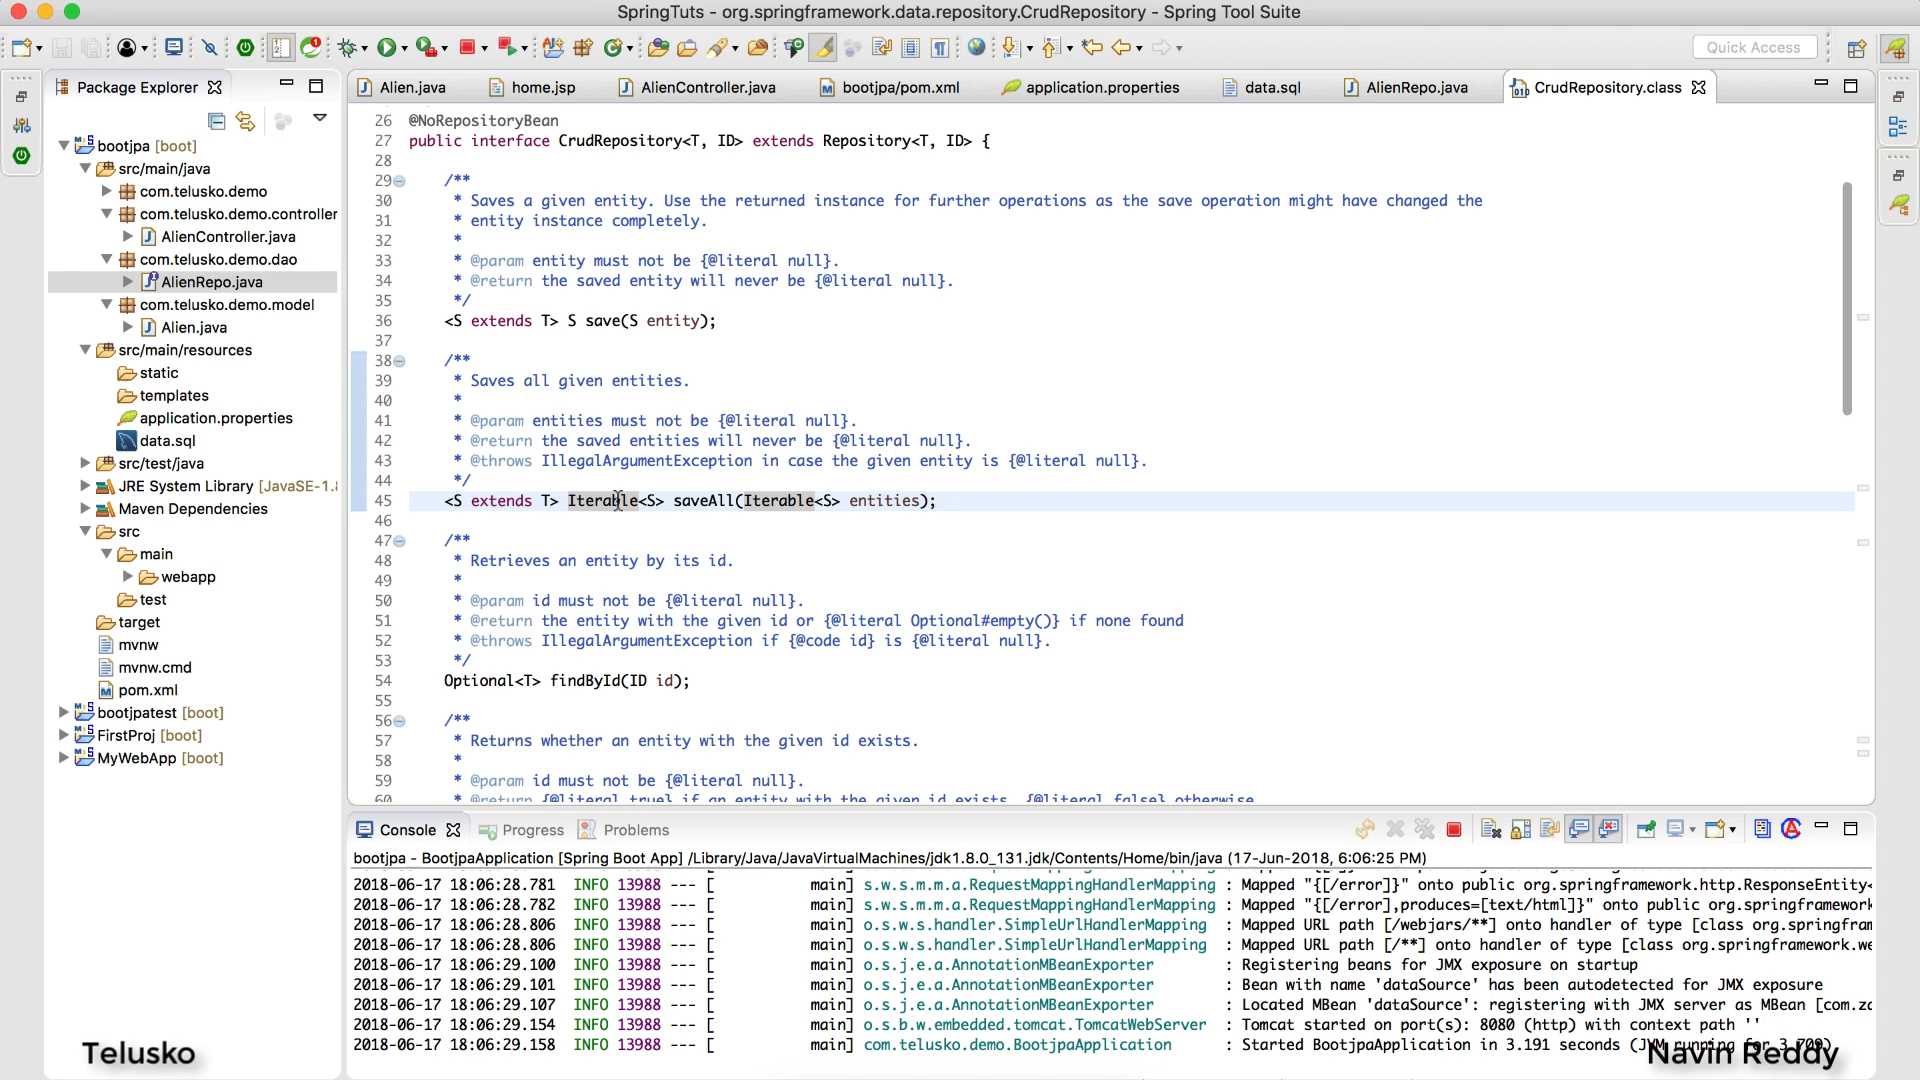 SpringTuts - org.springframework.data.repository.CrudRepository - Spring Tool Suite
Quick Access
Package Explorer
Alien.java
home.jsp
AlienController.java
bootjpa/pom.xml
application.properties
data.sql
AlienRepo.java
CrudRepository.class
bootjpa [boot]
src/main/java
com.telusko.demo
com.telusko.demo.controller
AlienController.java
com.telusko.demo.dao
AlienRepo.java
com.telusko.demo.model
Alien.java
src/main/resources
static
templates
application.properties
data.sql
src/test/java
JRE System Library [JavaSE-1.8
Maven Dependencies
src
main
webapp
test
target
mvnw
mvnw.cmd
pom.xml
bootjpatest [boot]
FirstProj [boot]
MyWebApp [boot]
26 @NoRepositoryBean
27 public interface CrudRepository<T, ID> extends Repository<T, ID> {
28
29 /**
30 * Saves a given entity. Use the returned instance for further operations as the save operation might have changed the
31 * entity instance completely.
32 *
33 * @param entity must not be {@literal null}.
34 * @return the saved entity will never be {@literal null}.
35 */
36 <S extends T> S save(S entity);
37
38 /**
39 * Saves all given entities.
40 *
41 * @param entities must not be {@literal null}.
42 * @return the saved entities will never be {@literal null}.
43 * @throws IllegalArgumentException in case the given entity is {@literal null}.
44 */
45 <S extends T> Iterable<S> saveAll(Iterable<S> entities);
46
47 /**
48 * Retrieves an entity by its id.
49 *
50 * @param id must not be {@literal null}.
51 * @return the entity with the given id or {@literal Optional#empty()} if none found
52 * @throws IllegalArgumentException if {@code id} is {@literal null}.
53 */
54 Optional<T> findById(ID id);
55
56 /**
57 * Returns whether an entity with the given id exists.
58 *
59 * @param id must not be {@literal null}.
60 * @return {@literal true} if an entity with the given id exists, {@literal false} otherwise
Console
Progress
Problems
bootjpa - BootjpaApplication [Spring Boot App] /Library/Java/JavaVirtualMachines/jdk1.8.0_131.jdk/Contents/Home/bin/java (17-Jun-2018, 6:06:25 PM)
2018-06-17 18:06:28.781 INFO 13988 --- [ main] s.w.s.m.m.a.RequestMappingHandlerMapping : Mapped "{[/error]}" onto public org.springframework.http.ResponseEntity<
2018-06-17 18:06:28.782 INFO 13988 --- [ main] s.w.s.m.m.a.RequestMappingHandlerMapping : Mapped "{[/error],produces=[text/html]}" onto public org.springframework
2018-06-17 18:06:28.806 INFO 13988 --- [ main] o.s.w.s.handler.SimpleUrlHandlerMapping : Mapped URL path [/webjars/**] onto handler of type [class org.springfram
2018-06-17 18:06:28.806 INFO 13988 --- [ main] o.s.w.s.handler.SimpleUrlHandlerMapping : Mapped URL path [/**] onto handler of type [class org.springframework.we
2018-06-17 18:06:29.100 INFO 13988 --- [ main] o.s.j.e.a.AnnotationMBeanExporter : Registering beans for JMX exposure on startup
2018-06-17 18:06:29.101 INFO 13988 --- [ main] o.s.j.e.a.AnnotationMBeanExporter : Bean with name 'dataSource' has been autodetected for JMX exposure
2018-06-17 18:06:29.107 INFO 13988 --- [ main] o.s.j.e.a.AnnotationMBeanExporter : Located MBean 'dataSource': registering with JMX server as MBean [com.za
2018-06-17 18:06:29.154 INFO 13988 --- [ main] o.s.b.w.embedded.tomcat.TomcatWebServer : Tomcat started on port(s): 8080 (http) with context path ''
2018-06-17 18:06:29.158 INFO 13988 --- [ main] com.telusko.demo.BootjpaApplication : Started BootjpaApplication in 3.191 seconds (JVM running for 3.709)
Telusko
Navin Reddy